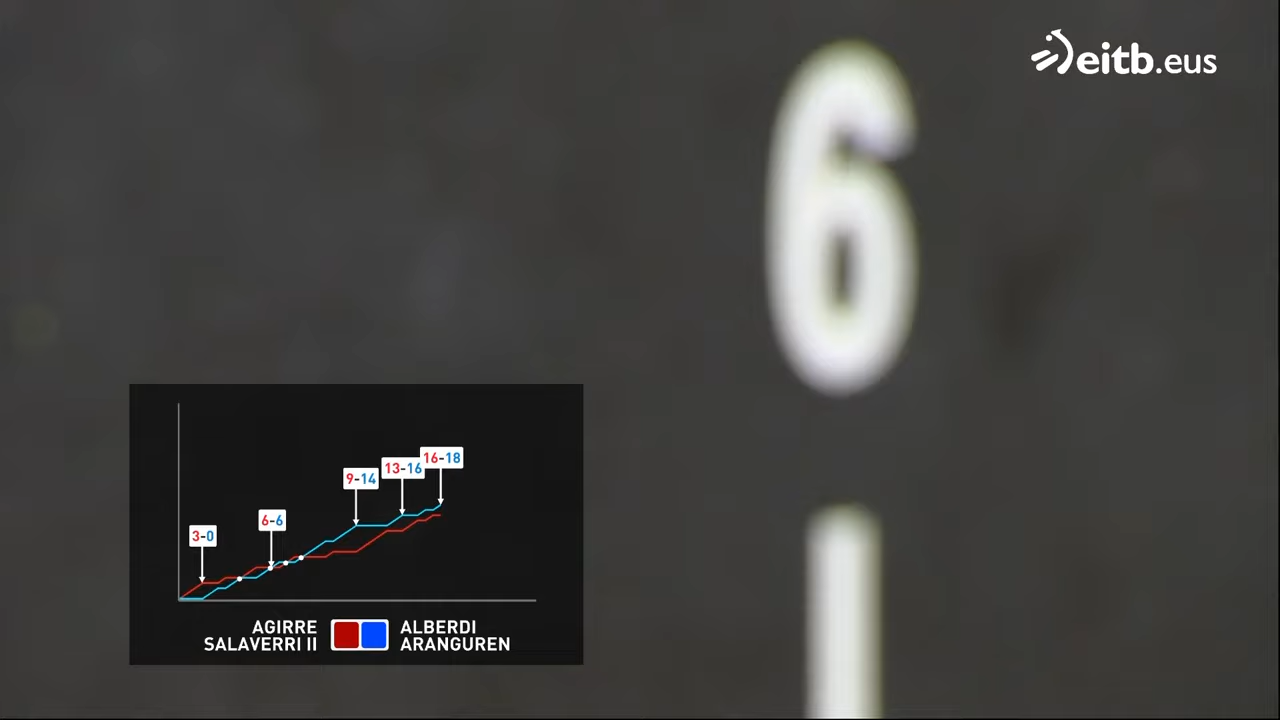 eitb.eus
6
16-18
13-16
9-14
6-6
3-0
AGIRRE
SALAVERRI II
ALBERDI
ARANGUREN